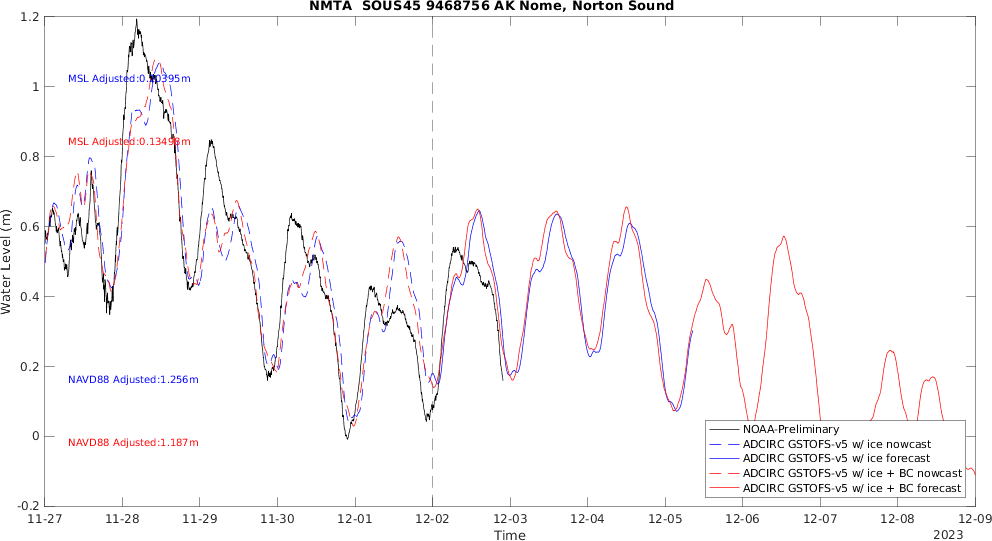 NMTA SOUS45 9468756 AK Nome, Norton Sound
1.2
1
0.8
0.6
0.4
0.2
0
-0.2
Water Level (m)
MSL Adjusted:0.10395m
MSL Adjusted:0.13493m
NAVD88 Adjusted:1.256m
NAVD88 Adjusted:1.187m
NOAA-Preliminary
ADCIRC GSTOFS-v5 w/ ice nowcast
ADCIRC GSTOFS-v5 w/ ice forecast
ADCIRC GSTOFS-v5 w/ ice + BC nowcast
ADCIRC GSTOFS-v5 w/ ice + BC forecast
11-27 11-28 11-29 11-30 12-01 12-02 12-03 12-04 12-05 12-06 12-07 12-08 12-09
Time
2023